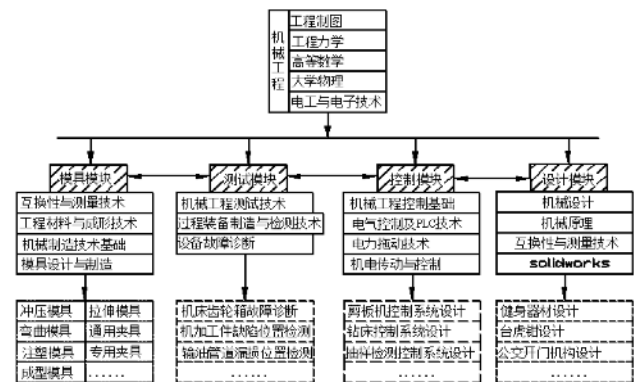 机械工程
工程制图
工程力学
高等数学
大学物理
电工与电子技术
模具模块
测试模块
控制模块
设计模块
互换性与测量技术
工程材料与成形技术
机械制造技术基础
模具设计与制造
机械工程测试技术
过程装备制造与检测技术
设备故障诊断
机械工程控制基础
电气控制及PLC技术
电力拖动技术
机电传动与控制
机械设计
机械原理
互换性与测量技术
solidworks
冲压模具 拉伸模具
弯曲模具 通用夹具
注塑模具 专用夹具
成型模具 ......
机床齿轮箱故障诊断
机加工件缺陷位置检测
输油管道漏损位置检测
......
剪板机控制系统设计
钻床控制系统设计
抽样检测控制系统设计
......
健身器材设计
台虎钳设计
公交开门机构设计
......